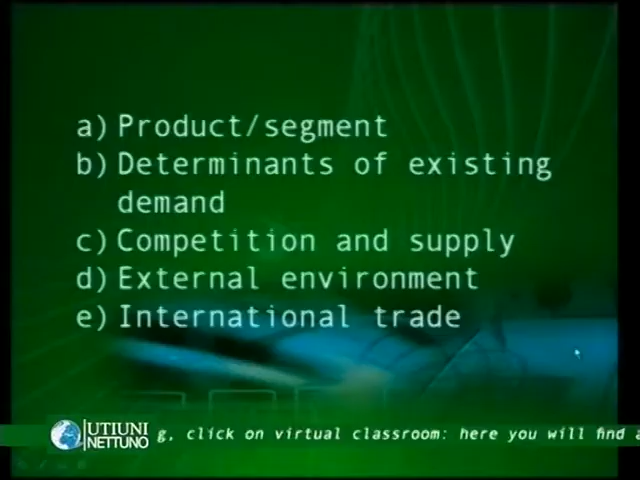 a) Product/segment
b) Determinants of existing
demand
c) Competition and supply
d) External environment
e) International trade
UTIUNI
NETTUNO
g, click on virtual classroom: here you will find a